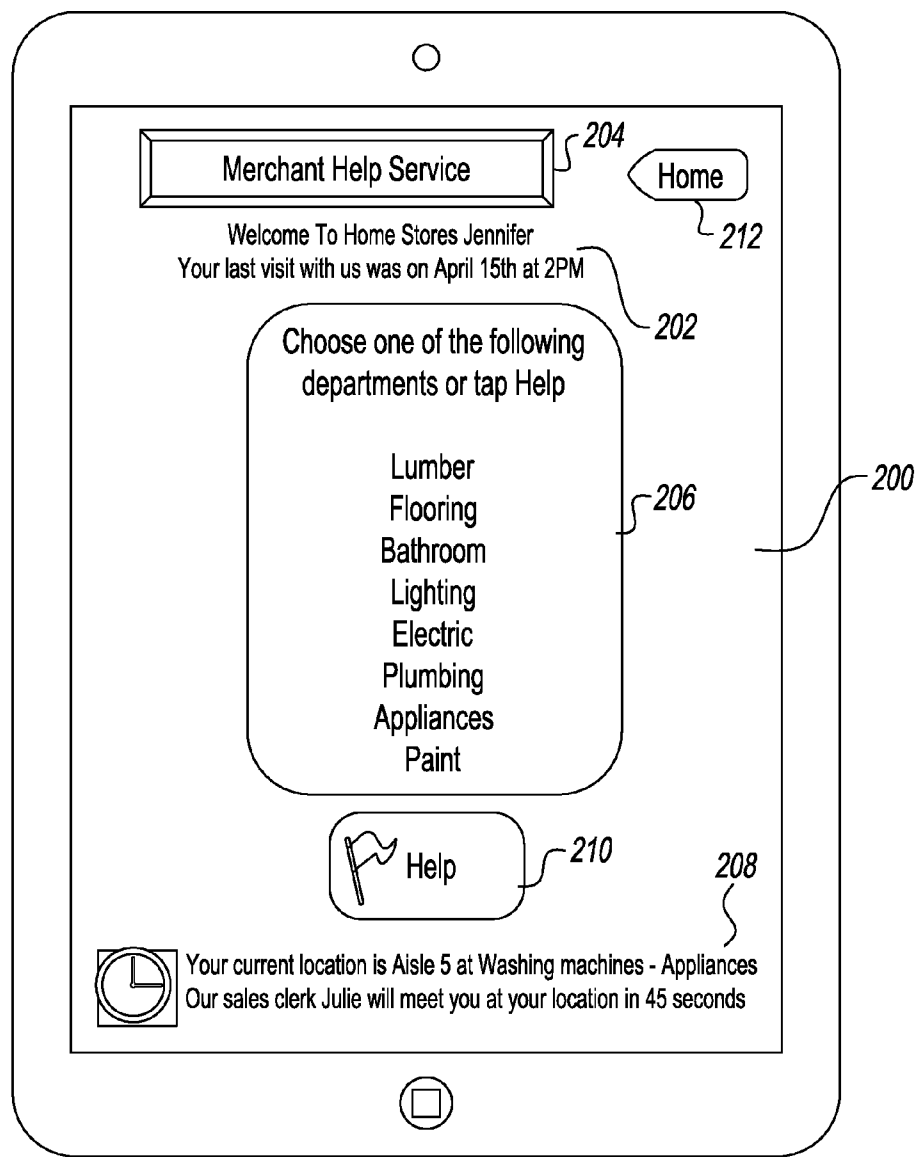 Merchant Help Service
204
Home
212
Welcome To Home Stores Jennifer
Your last visit with us was on April 15th at 2PM
202
Choose one of the following
departments or tap Help
Lumber
Flooring
Bathroom
Lighting
Electric
Plumbing
Appliances
Paint
206
200
Help
210
208
Your current location is Aisle 5 at Washing machines - Appliances
Our sales clerk Julie will meet you at your location in 45 seconds